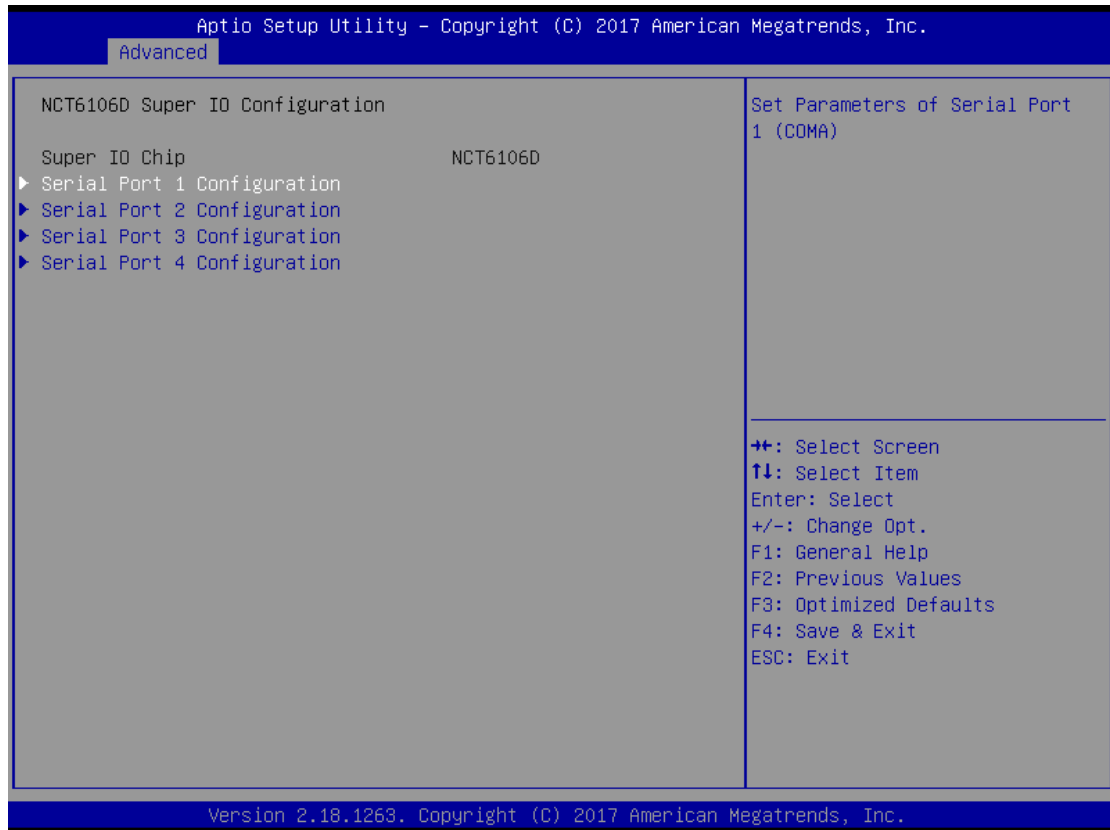 Aptio Setup Utility – Copyright (C) 2017 American Megatrends, Inc.
Advanced
NCT6106D Super IO Configuration
Super IO Chip NCT6106D
▶ Serial Port 1 Configuration
▶ Serial Port 2 Configuration
▶ Serial Port 3 Configuration
▶ Serial Port 4 Configuration
Set Parameters of Serial Port
1 (COMA)
→←: Select Screen
↑↓: Select Item
Enter: Select
+/-: Change Opt.
F1: General Help
F2: Previous Values
F3: Optimized Defaults
F4: Save & Exit
ESC: Exit
Version 2.18.1263. Copyright (C) 2017 American Megatrends, Inc.